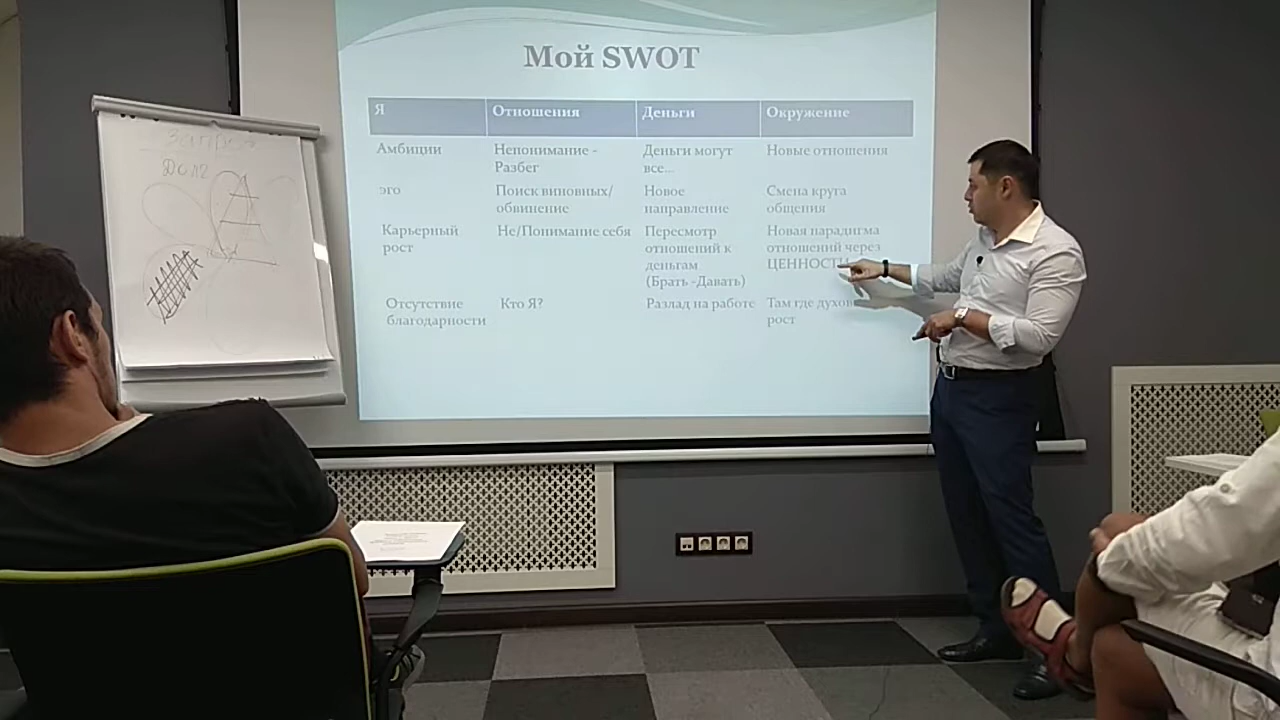 Мой SWOT
Я Отношения Деньги Окружение
Амбиции
Непонимание -
Разбег
Деньги могут
все...
Новые отношения
эго
Поиск виновных/
обвинение
Новое
направление
Смена круга
общения
Карьерный
рост
Не/Понимание себя
Пересмотр
отношений к
деньгам
(Брать -Давать)
Новая парадигма
отношений через
ЦЕННОСТИ
Отсутствие
благодарности
Кто Я?
Разлад на работе
Там где
рост